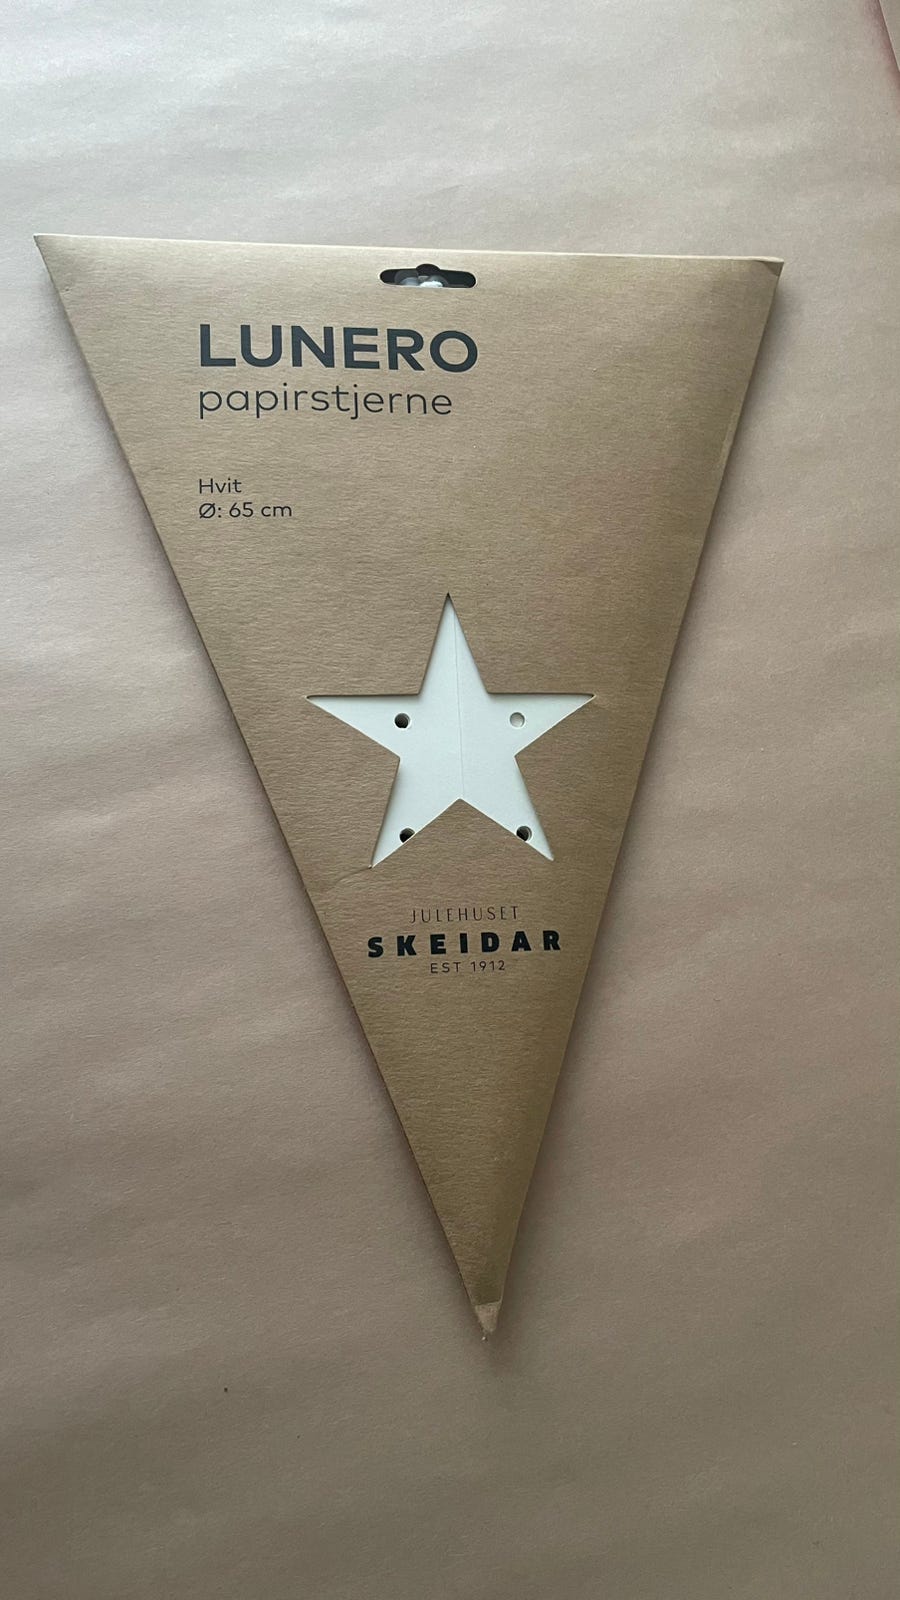 LUNERO
papirstjerne
Hvit
Ø: 65 cm
JULEHUSET
SKEIDAR
EST 1912